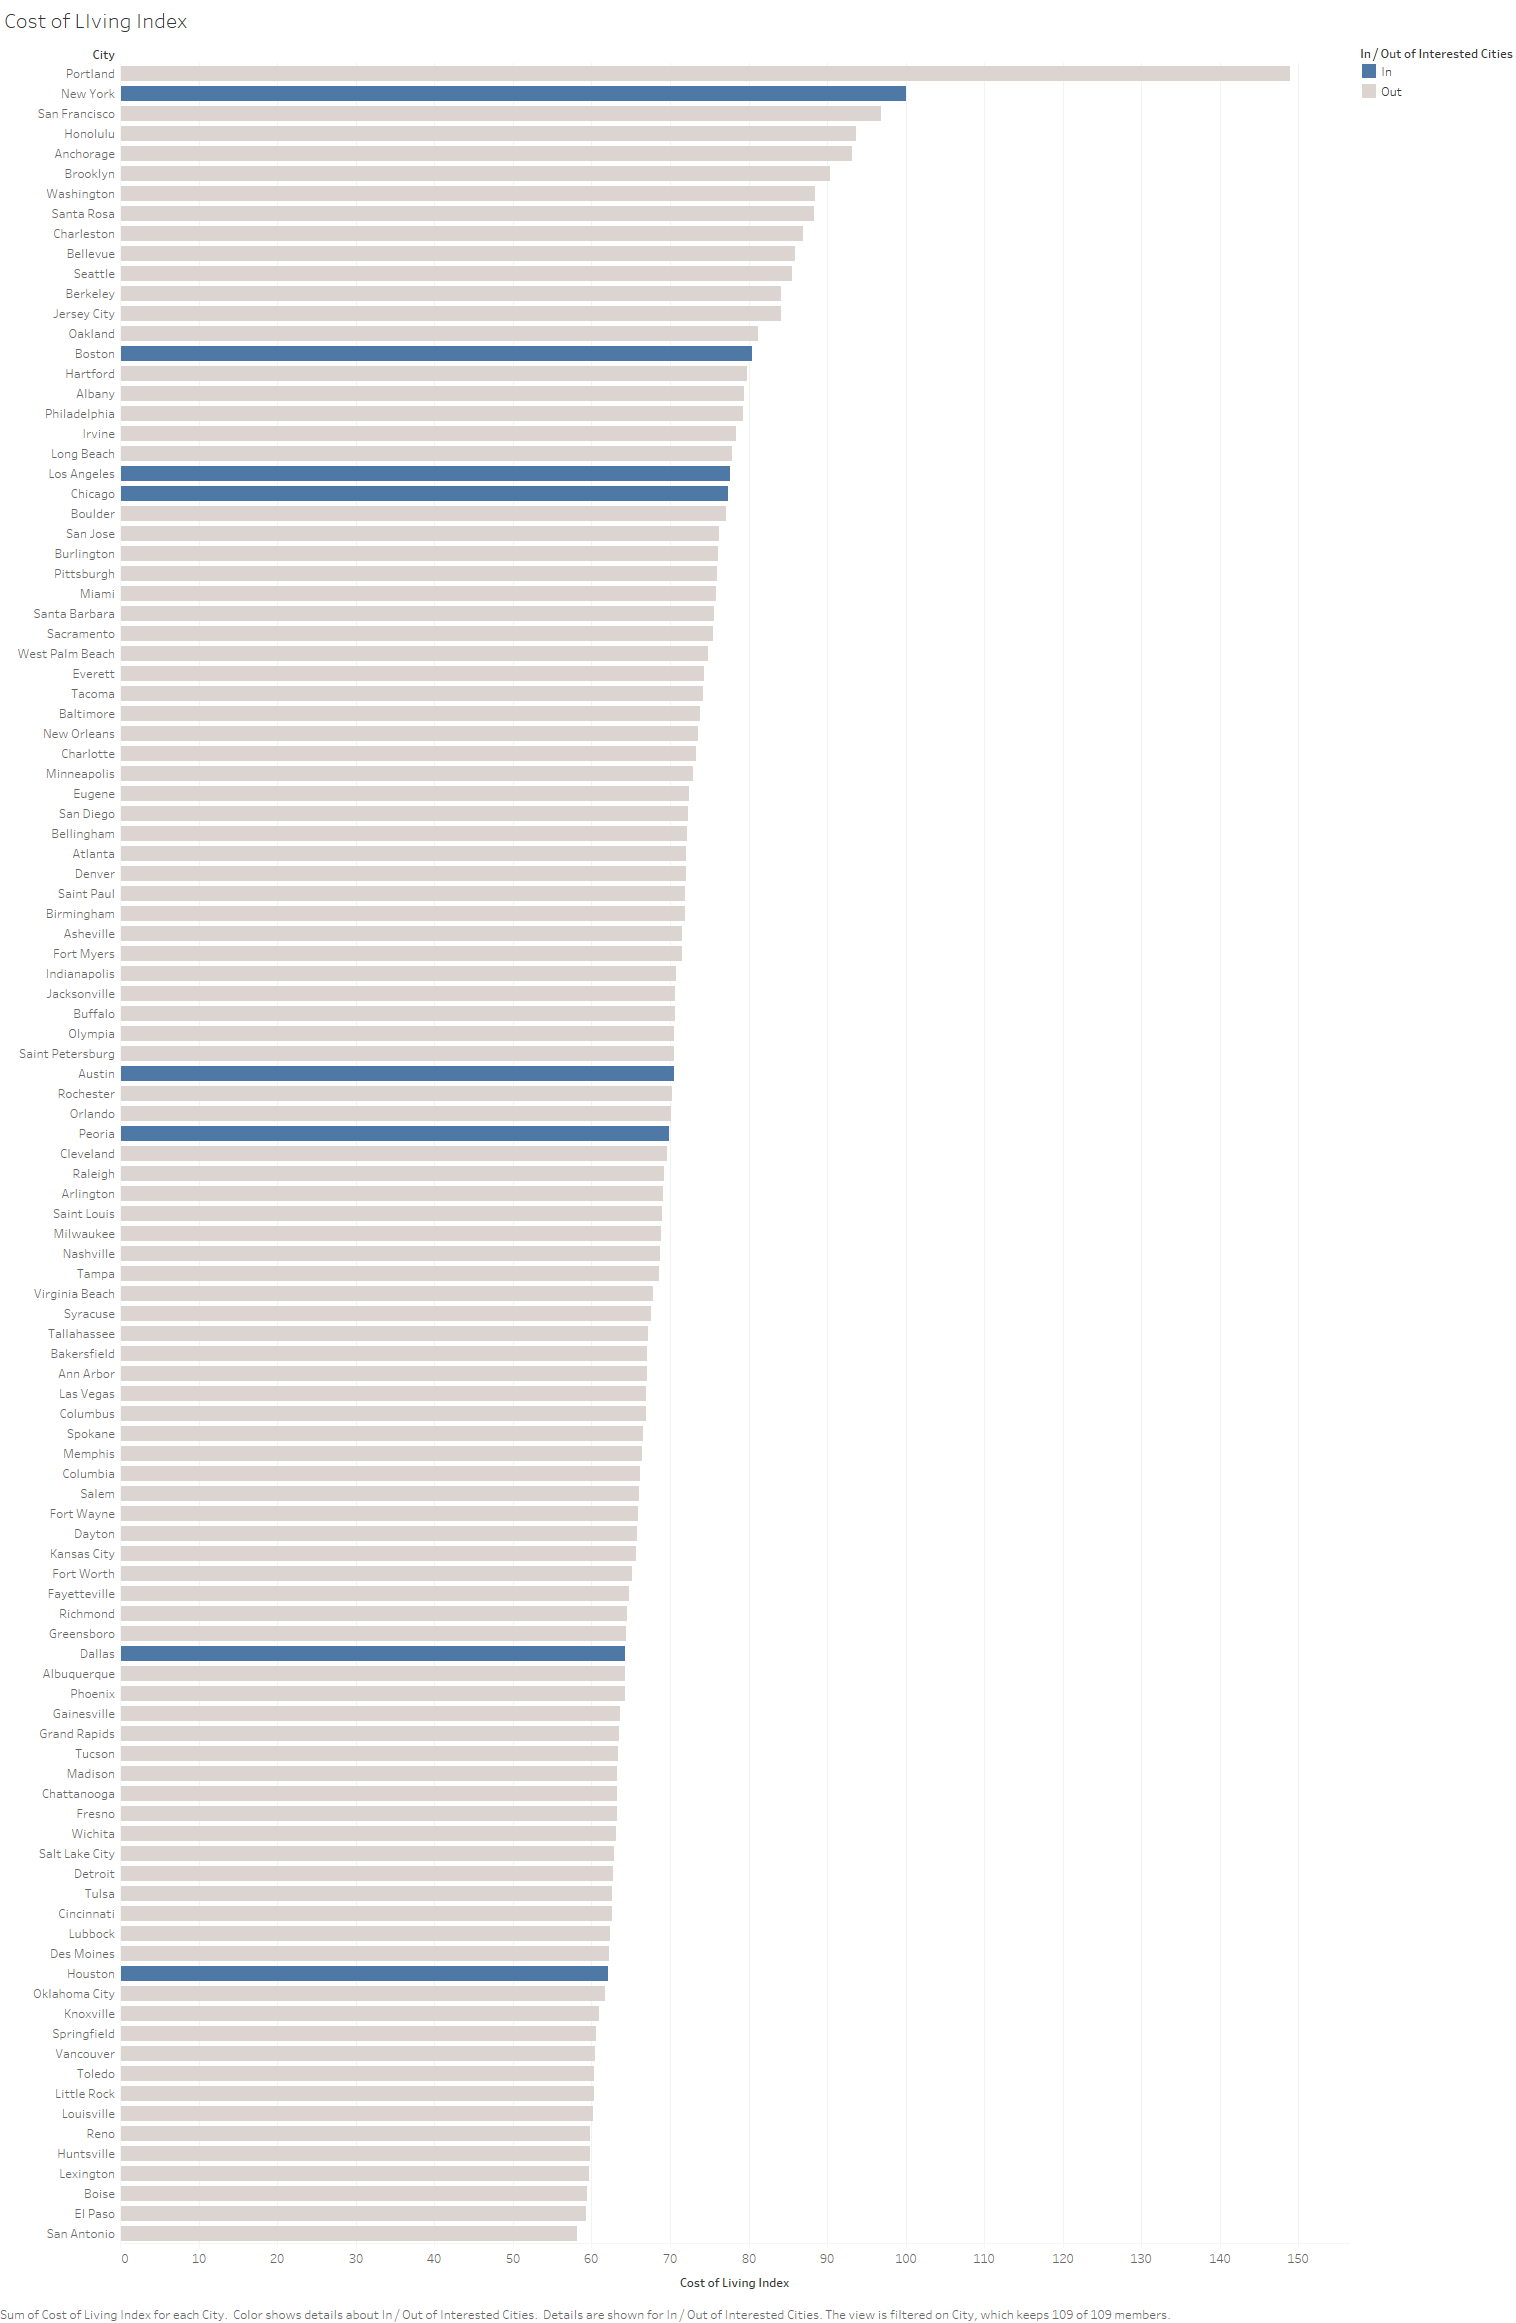 Cost of LIving Index
City
In / Out of Interested Cities
In
Out
Portland
New York
San Francisco
Honolulu
Anchorage
Brooklyn
Washington
Santa Rosa
Charleston
Bellevue
Seattle
Berkeley
Jersey City
Oakland
Boston
Hartford
Albany
Philadelphia
Irvine
Long Beach
Los Angeles
Chicago
Boulder
San Jose
Burlington
Pittsburgh
Miami
Santa Barbara
Sacramento
West Palm Beach
Everett
Tacoma
Baltimore
New Orleans
Charlotte
Minneapolis
Eugene
San Diego
Bellingham
Atlanta
Denver
Saint Paul
Birmingham
Asheville
Fort Myers
Indianapolis
Jacksonville
Buffalo
Olympia
Saint Petersburg
Austin
Rochester
Orlando
Peoria
Cleveland
Raleigh
Arlington
Saint Louis
Milwaukee
Nashville
Tampa
Virginia Beach
Syracuse
Tallahassee
Bakersfield
Ann Arbor
Las Vegas
Columbus
Spokane
Memphis
Columbia
Salem
Fort Wayne
Dayton
Kansas City
Fort Worth
Fayetteville
Richmond
Greensboro
Dallas
Albuquerque
Phoenix
Gainesville
Grand Rapids
Tucson
Madison
Chattanooga
Fresno
Wichita
Salt Lake City
Detroit
Tulsa
Cincinnati
Lubbock
Des Moines
Houston
Oklahoma City
Knoxville
Springfield
Vancouver
Toledo
Little Rock
Louisville
Reno
Huntsville
Lexington
Boise
El Paso
San Antonio
0 10 20 30 40 50 60 70 80 90 100 110 120 130 140 150
Cost of Living Index
Sum of Cost of Living Index for each City. Color shows details about In / Out of Interested Cities. Details are shown for In / Out of Interested Cities. The view is filtered on City, which keeps 109 of 109 members.